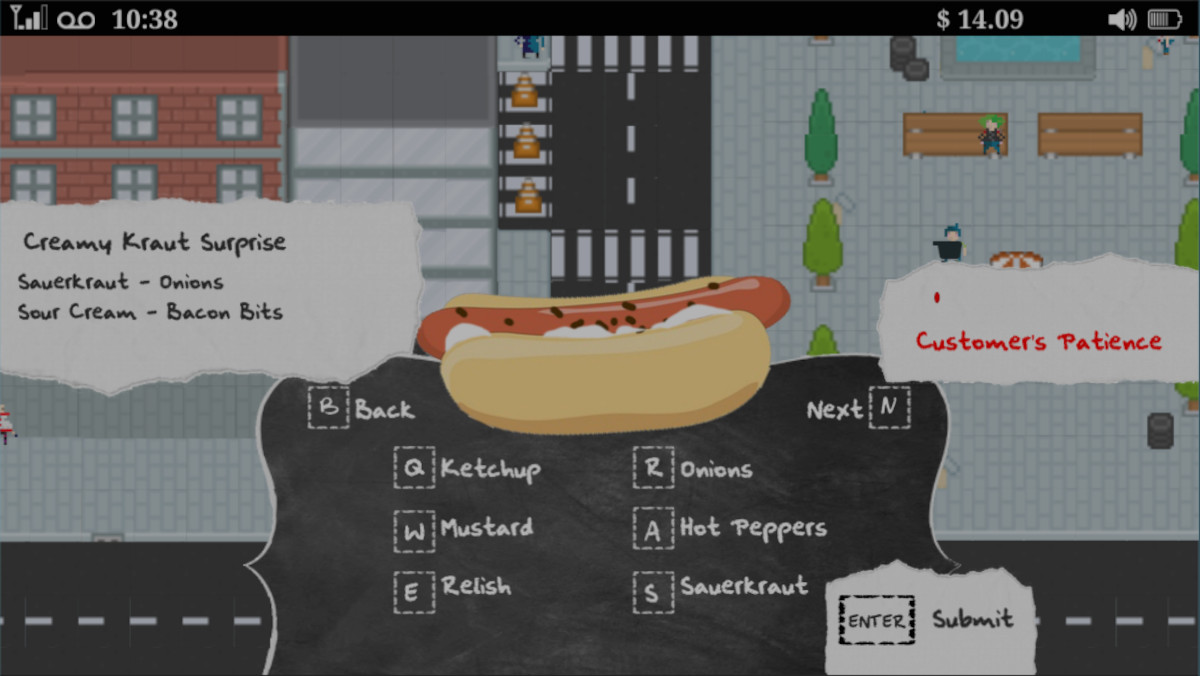 10:38
$ 14.09
Creamy Kraut Surprise
Sauerkraut - Onions
Sour Cream - Bacon Bits
Customer's Patience
B Back
Next N
Q Ketchup
R Onions
W Mustard
A Hot Peppers
E Relish
S Sauerkraut
ENTER Submit